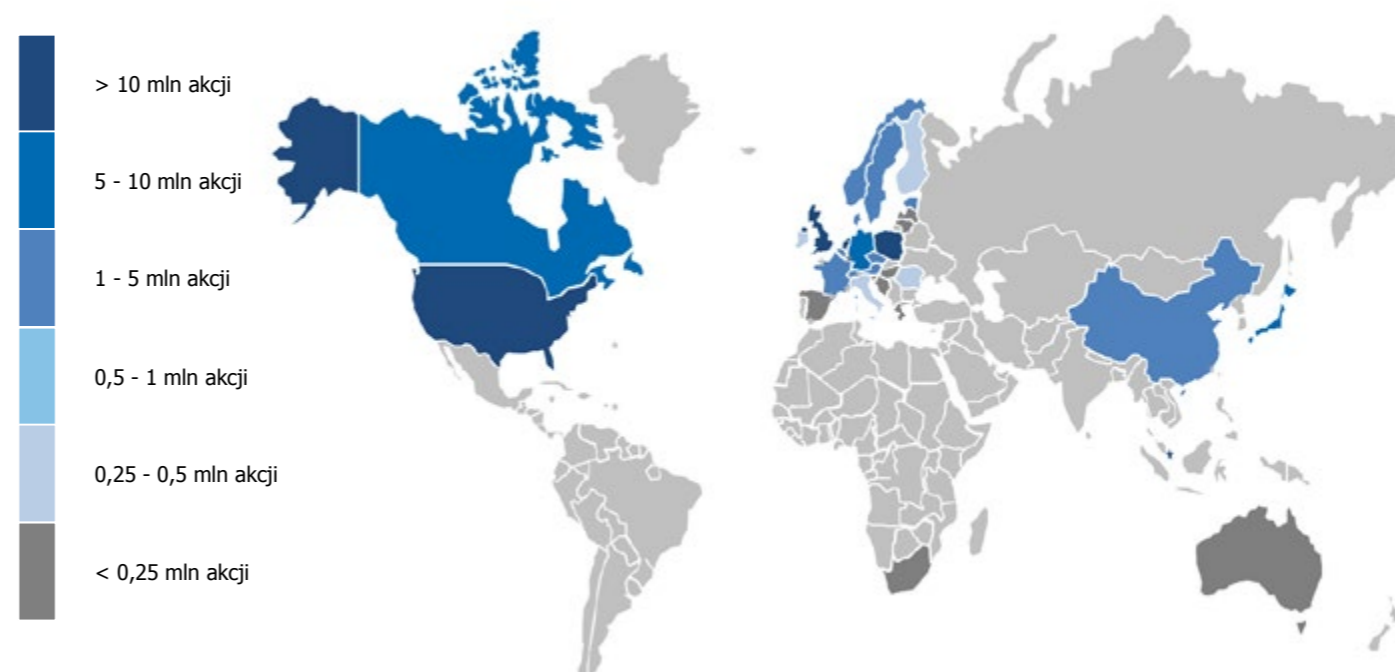 > 10 mln akcji
5 - 10 mln akcji
1 - 5 mln akcji
0,5 - 1 mln akcji
0,25 - 0,5 mln akcji
< 0,25 mln akcji